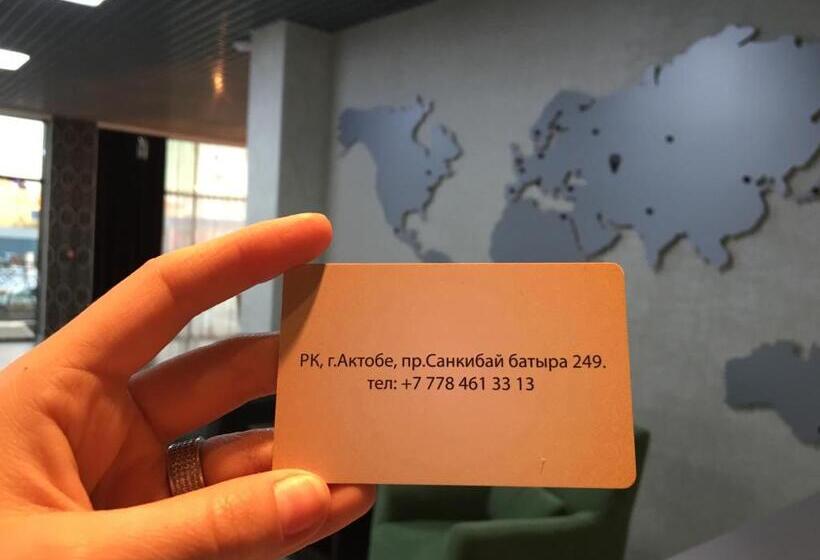 РК, г.Актобе, пр.Санкибай батыра 249.
тел: +7 778 461 33 13